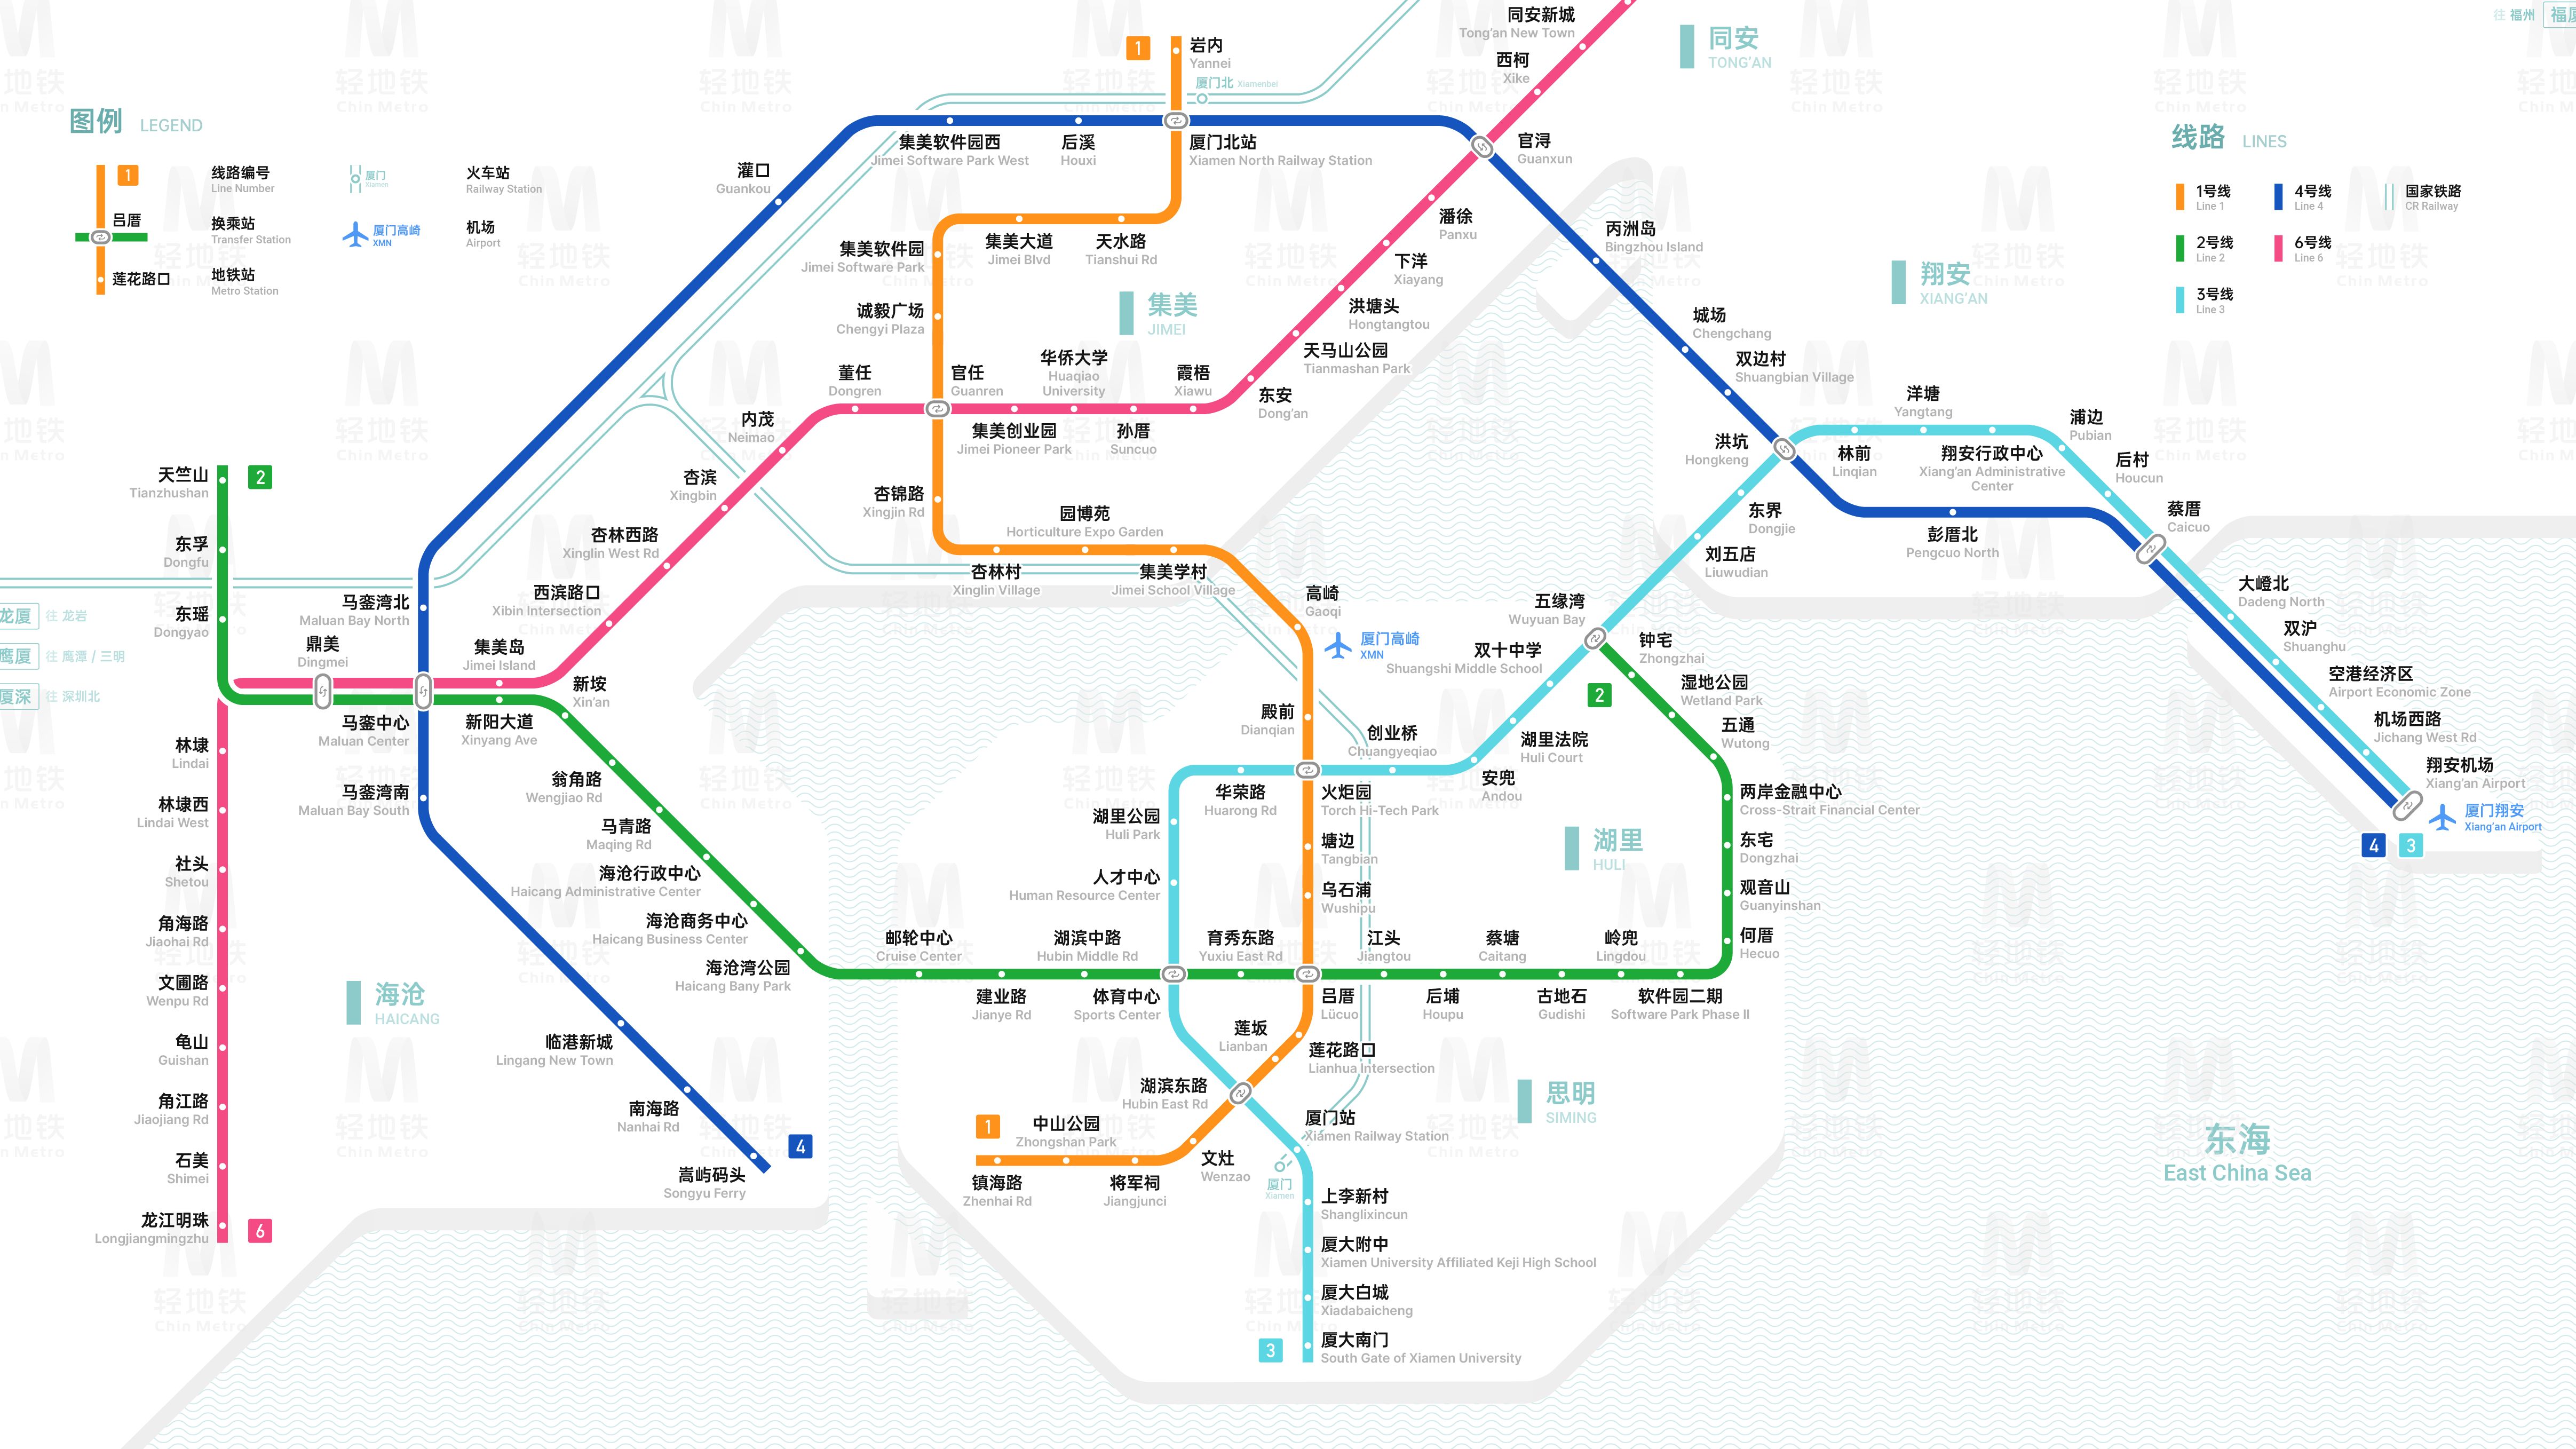 图例 LEGEND
1
吕厝
莲花路口
线路编号
Line Number
换乘站
Transfer Station
地铁站
Metro Station
厦门
Xiamen
厦门高崎
XMN
火车站
Railway Station
机场
Airport
线路 LINES
1号线
Line 1
2号线
Line 2
3号线
Line 3
4号线
Line 4
6号线
Line 6
国家铁路
CR Railway
往 福州
同安
TONG'AN
翔安
XIANG'AN
集美
JIMEI
湖里
HULI
思明
SIMING
海沧
HAICANG
东海
East China Sea
1
岩内
Yannei
厦门北 Xiamenbei
厦门北站
Xiamen North Railway Station
天水路
Tianshui Rd
集美大道
Jimei Blvd
集美软件园
Jimei Software Park
诚毅广场
Chengyi Plaza
官任
Guanren
杏锦路
Xingjin Rd
杏林村
Xinglin Village
园博苑
Horticulture Expo Garden
集美学村
Jimei School Village
高崎
Gaoqi
厦门高崎
XMN
殿前
Dianqian
火炬园
Torch Hi-Tech Park
塘边
Tangbian
乌石浦
Wushipu
吕厝
Lücuo
莲花路口
Lianhua Intersection
莲坂
Lianban
湖滨东路
Hubin East Rd
文灶
Wenzao
将军祠
Jiangjunci
中山公园
Zhongshan Park
镇海路
Zhenhai Rd
1
同安新城
Tong'an New Town
西柯
Xike
官浔
Guanxun
潘徐
Panxu
下洋
Xiayang
洪塘头
Hongtangtou
天马山公园
Tianmashan Park
东安
Dong'an
霞梧
Xiawu
孙厝
Suncuo
华侨大学
Huaqiao
University
集美创业园
Jimei Pioneer Park
董任
Dongren
内茂
Neimao
杏滨
Xingbin
杏林西路
Xinglin West Rd
西滨路口
Xibin Intersection
集美岛
Jimei Island
马銮中心
Maluan Center
鼎美
Dingmei
林埭
Lindai
林埭西
Lindai West
社头
Shetou
角海路
Jiaohai Rd
文圃路
Wenpu Rd
龟山
Guishan
角江路
Jiaojiang Rd
石美
Shimei
龙江明珠
Longjiangmingzhu
6
2
天竺山
Tianzhushan
东孚
Dongfu
东瑶
Dongyao
龙厦 往 龙岩
鹰厦 往 鹰潭 / 三明
厦深 往 深圳北
新阳大道
Xinyang Ave
新垵
Xin'an
翁角路
Wengjiao Rd
马青路
Maqing Rd
海沧行政中心
Haicang Administrative Center
海沧商务中心
Haicang Business Center
海沧湾公园
Haicang Bany Park
邮轮中心
Cruise Center
建业路
Jianye Rd
湖滨中路
Hubin Middle Rd
体育中心
Sports Center
育秀东路
Yuxiu East Rd
江头
Jiangtou
后埔
Houpu
蔡塘
Caitang
古地石
Gudishi
岭兜
Lingdou
软件园二期
Software Park Phase II
何厝
Hecuo
观音山
Guanyinshan
东宅
Dongzhai
两岸金融中心
Cross-Strait Financial Center
五通
Wutong
湿地公园
Wetland Park
钟宅
Zhongzhai
五缘湾
Wuyuan Bay
2
灌口
Guankou
集美软件园西
Jimei Software Park West
后溪
Houxi
马銮湾北
Maluan Bay North
马銮湾南
Maluan Bay South
临港新城
Lingang New Town
南海路
Nanhai Rd
嵩屿码头
Songyu Ferry
4
丙洲岛
Bingzhou Island
城场
Chengchang
双边村
Shuangbian Village
洪坑
Hongkeng
彭厝北
Pengcuo North
蔡厝
Caicuo
林前
Linqian
洋塘
Yangtang
翔安行政中心
Xiang'an Administrative
Center
浦边
Pubian
后村
Houcun
大嶝北
Dadeng North
双沪
Shuanghu
空港经济区
Airport Economic Zone
机场西路
Jichang West Rd
翔安机场
Xiang'an Airport
厦门翔安
Xiang'an Airport
4 3
东界
Dongjie
刘五店
Liuwudian
双十中学
Shuangshi Middle School
湖里法院
Huli Court
安兜
Andou
创业桥
Chuangyeqiao
华荣路
Huarong Rd
湖里公园
Huli Park
人才中心
Human Resource Center
厦门站
Xiamen Railway Station
厦门
Xiamen
上李新村
Shanglixincun
厦大附中
Xiamen University Affiliated Keji High School
厦大白城
Xiadabaicheng
厦大南门
South Gate of Xiamen University
3
轻地铁
Chin Metro